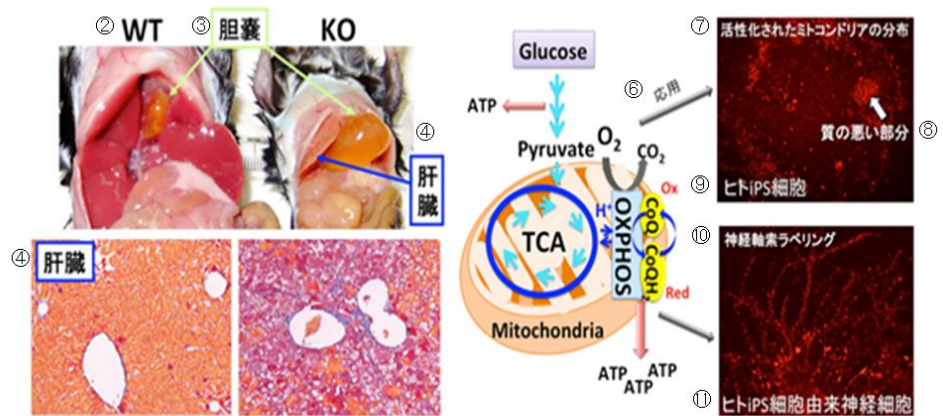 ② WT
③ 胆嚢
KO
④ 肝臓
④ 肝臓
Glucose
ATP
Pyruvate
O₂
CO₂
⑥ 応用
TCA
H⁺
OXPHOS
Ox
CoQ
CoQH₂
Red
Mitochondria
ATP
ATP
ATP
ATP
⑦ 活性化されたミトコンドリアの分布
質の悪い部分 ⑧
⑨ ヒトiPS細胞
⑩ 神経軸索ラベリング
⑪ ヒトiPS細胞由来神経細胞